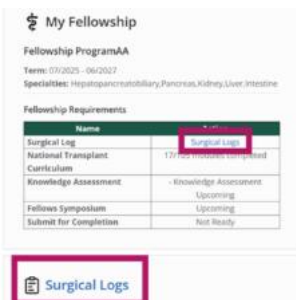 My Fellowship
Fellowship ProgramAA
Term: 07/2025 - 06/2027
Specialties: Hepatopancreatobiliary,Pancreas,Kidney,Liver,Intestine
Fellowship Requirements
Name
Surgical Log Surgical Logs
National Transplant modules completed
Curriculum
Knowledge Assessment - Knowledge Assessment
Upcoming
Fellows Symposium Upcoming
Submit for Completion Not Ready
Surgical Logs